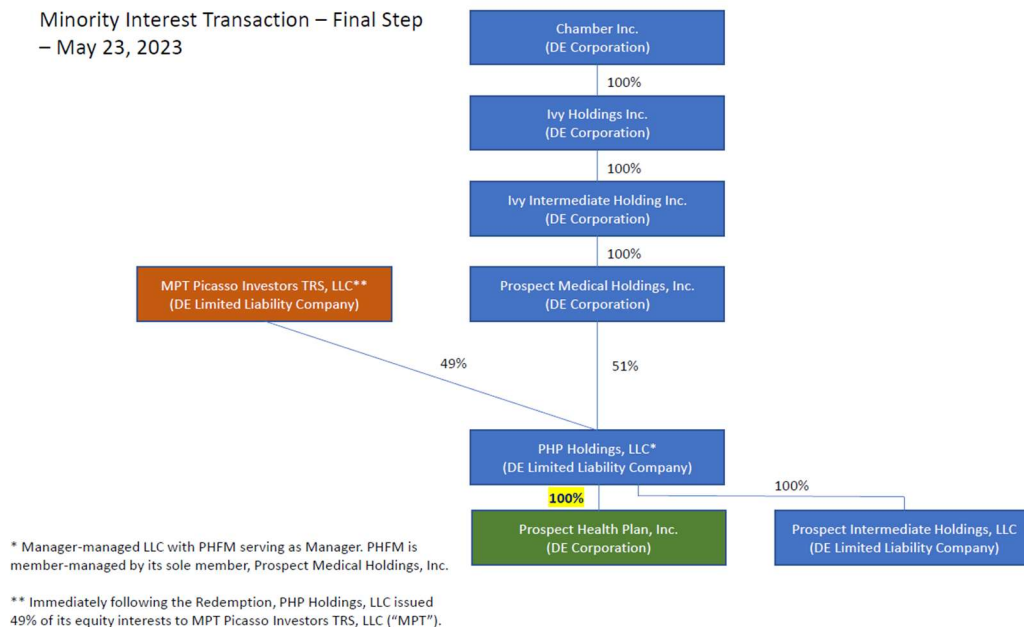 Minority Interest Transaction – Final Step
– May 23, 2023
Chamber Inc.
(DE Corporation)
100%
Ivy Holdings Inc.
(DE Corporation)
100%
Ivy Intermediate Holding Inc.
(DE Corporation)
100%
MPT Picasso Investors TRS, LLC**
(DE Limited Liability Company)
Prospect Medical Holdings, Inc.
(DE Corporation)
49%
51%
PHP Holdings, LLC*
(DE Limited Liability Company)
100%
100%
Prospect Health Plan, Inc.
(DE Corporation)
Prospect Intermediate Holdings, LLC
(DE Limited Liability Company)
* Manager-managed LLC with PHFM serving as Manager. PHFM is
member-managed by its sole member, Prospect Medical Holdings, Inc.
** Immediately following the Redemption, PHP Holdings, LLC issued
49% of its equity interests to MPT Picasso Investors TRS, LLC (“MPT”).